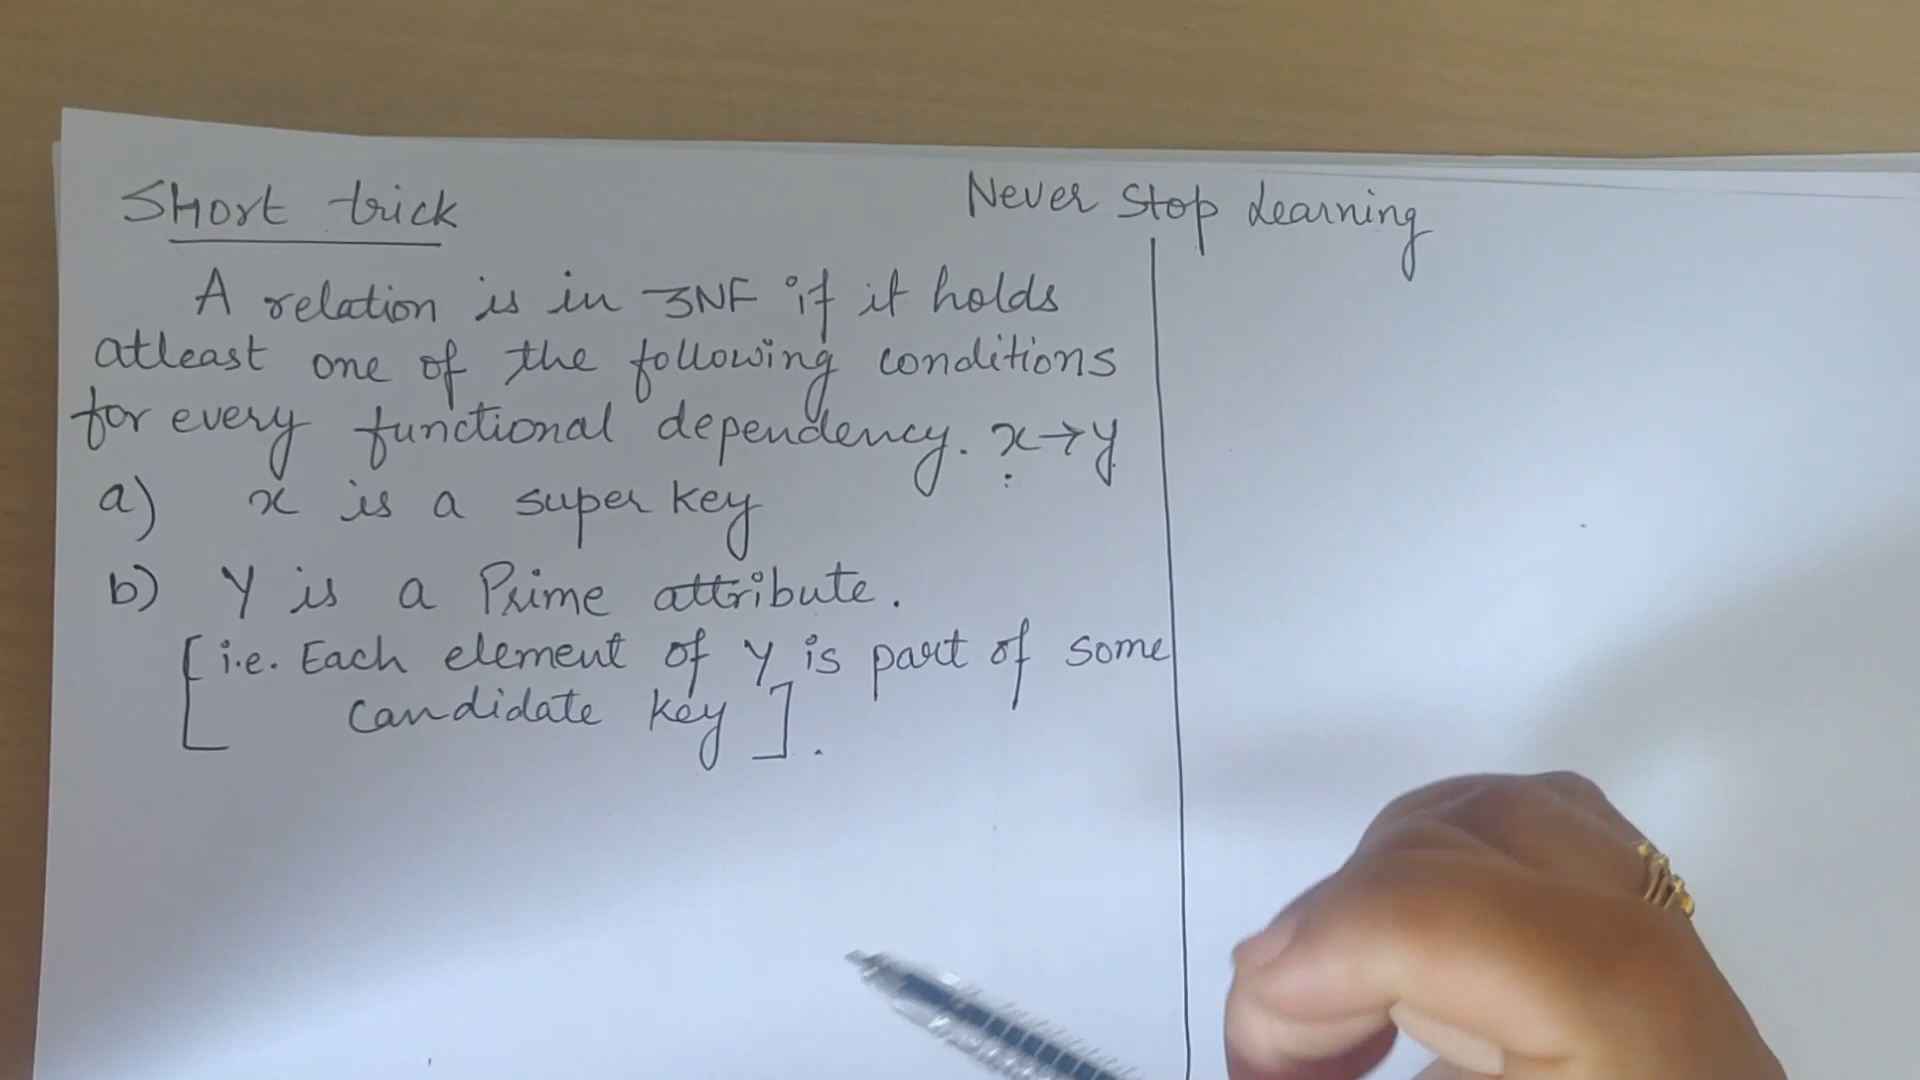 Short trick
Never Stop Learning
A relation is in 3NF if it holds
atleast one of the following conditions
for every functional dependency. x→y
a) x is a super key
b) Y is a Prime attribute.
[i.e. Each element of Y is part of some
candidate key].